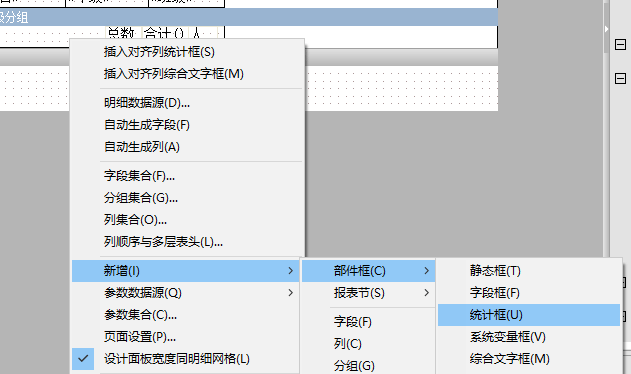 级分组
总数 合计() 人
插入对齐列统计框(S)
插入对齐列综合文字框(M)
明细数据源(D)...
自动生成字段(F)
自动生成列(A)
字段集合(F)...
分组集合(G)...
列集合(O)...
列顺序与多层表头(L)...
新增(I)
参数数据源(Q)
参数集合(C)...
页面设置(P)...
设计面板宽度同明细网格(L)
部件框(C)
报表节(S)
字段(F)
列(C)
分组(G)
静态框(T)
字段框(F)
统计框(U)
系统变量框(V)
综合文字框(M)